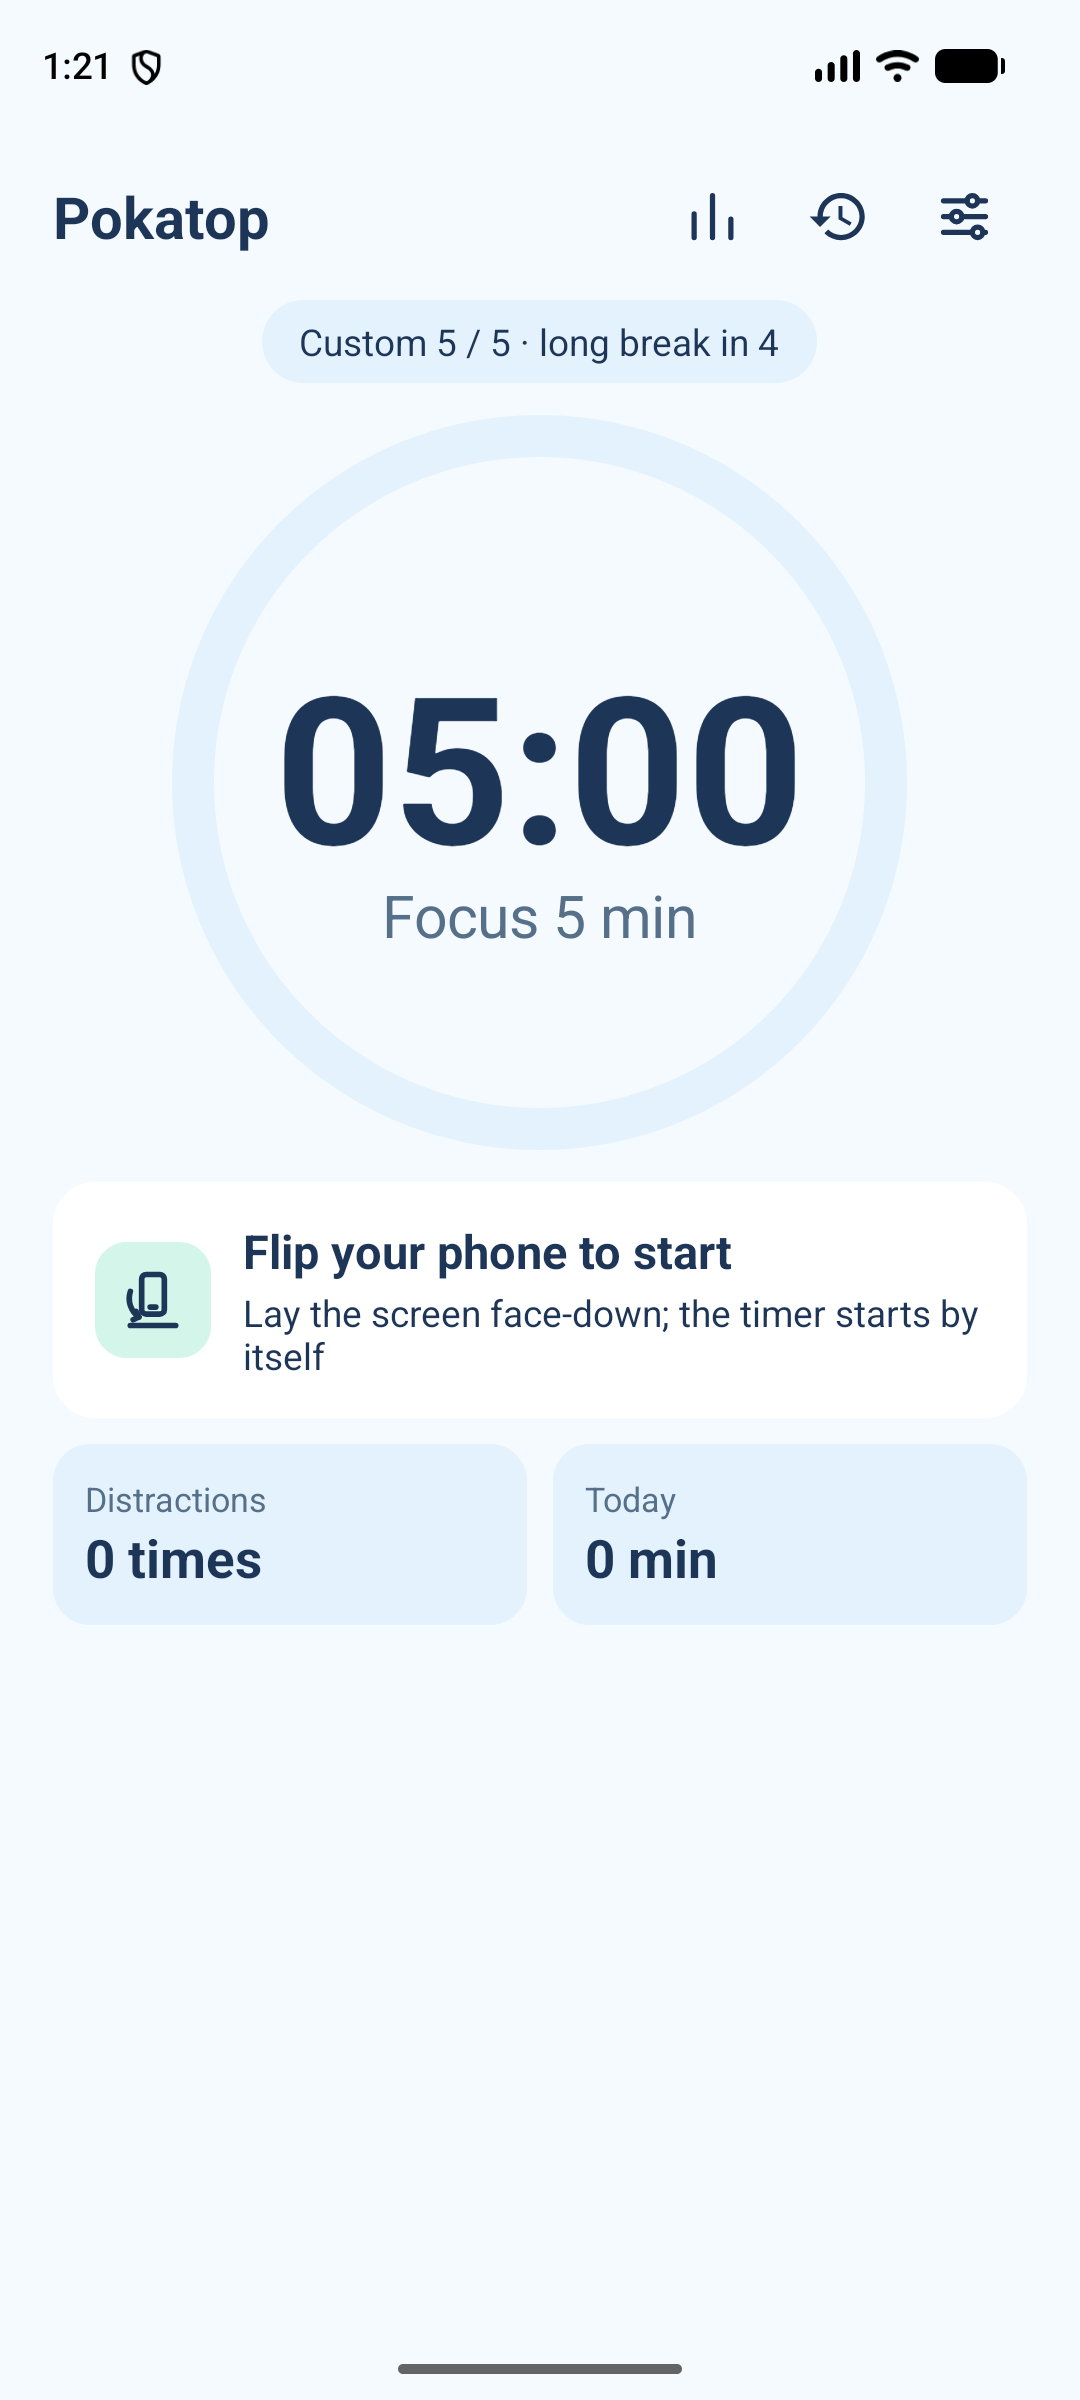 1:21
Pokatop
Custom 5 / 5 · long break in 4
05:00
Focus 5 min
Flip your phone to start
Lay the screen face-down; the timer starts by
itself
Distractions
0 times
Today
0 min